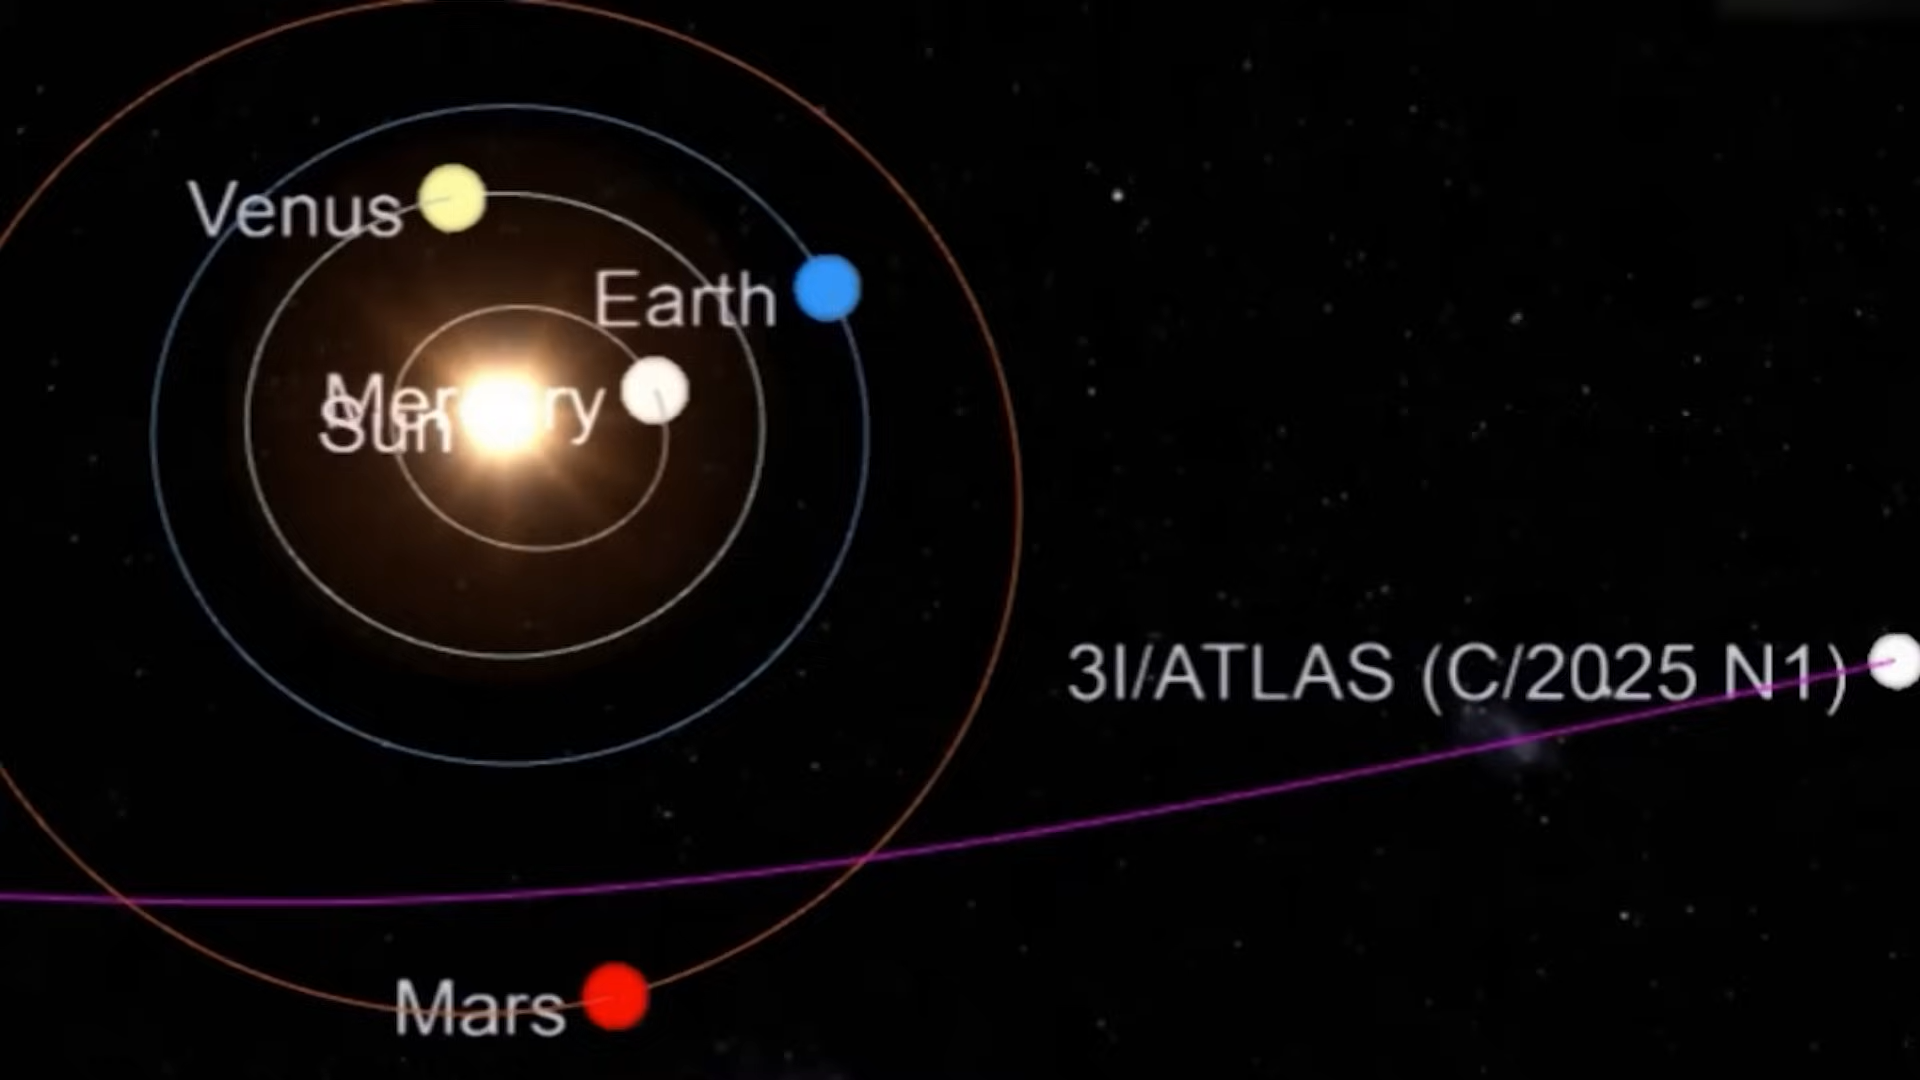 Venus
Earth
Mercury
Sun
3I/ATLAS (C/2025 N1)
Mars